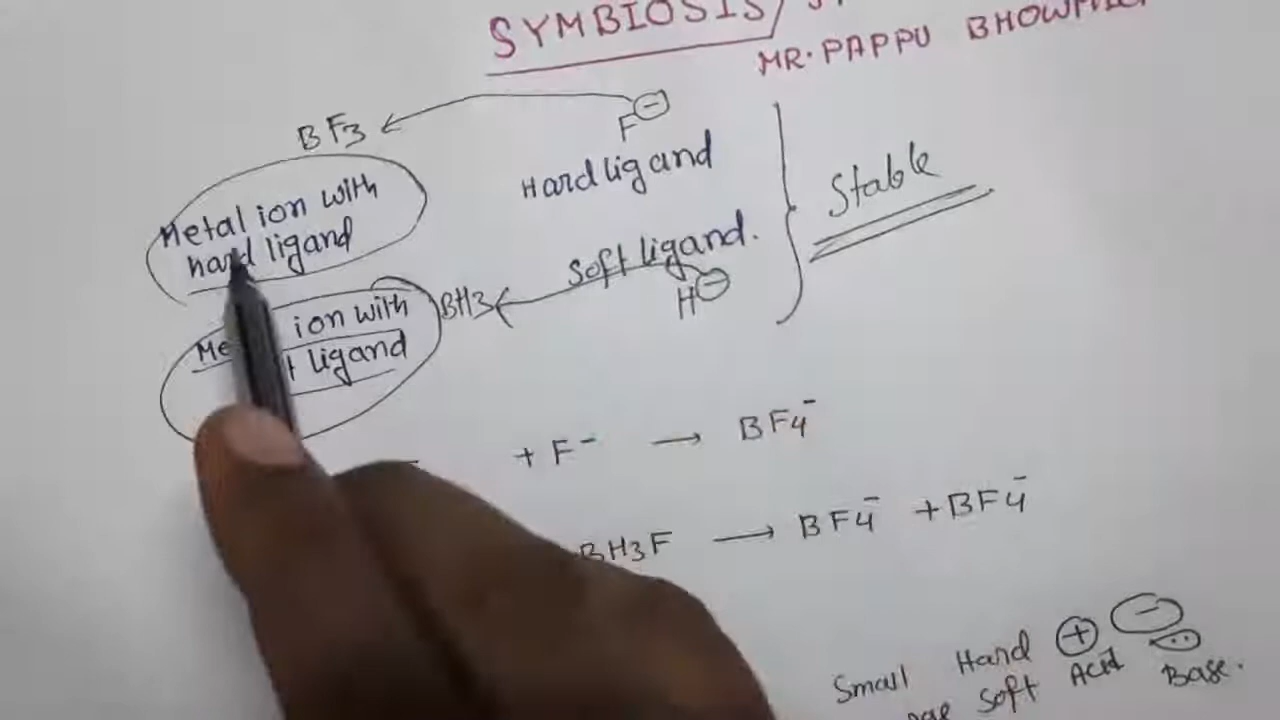 SYMBIOSIS/
MR. PAPPU BHOWMICK
BF3
F⊖
Metal ion with
hard ligand
Hard ligand
Stable
Soft ligand.
H⊖
ion with
ligand
BH3
+ F⁻ → BF4⁻
BH3F → BF4⁻ + BF4⁻
Small Hard ⊕ ⊖
Soft Acid Base.